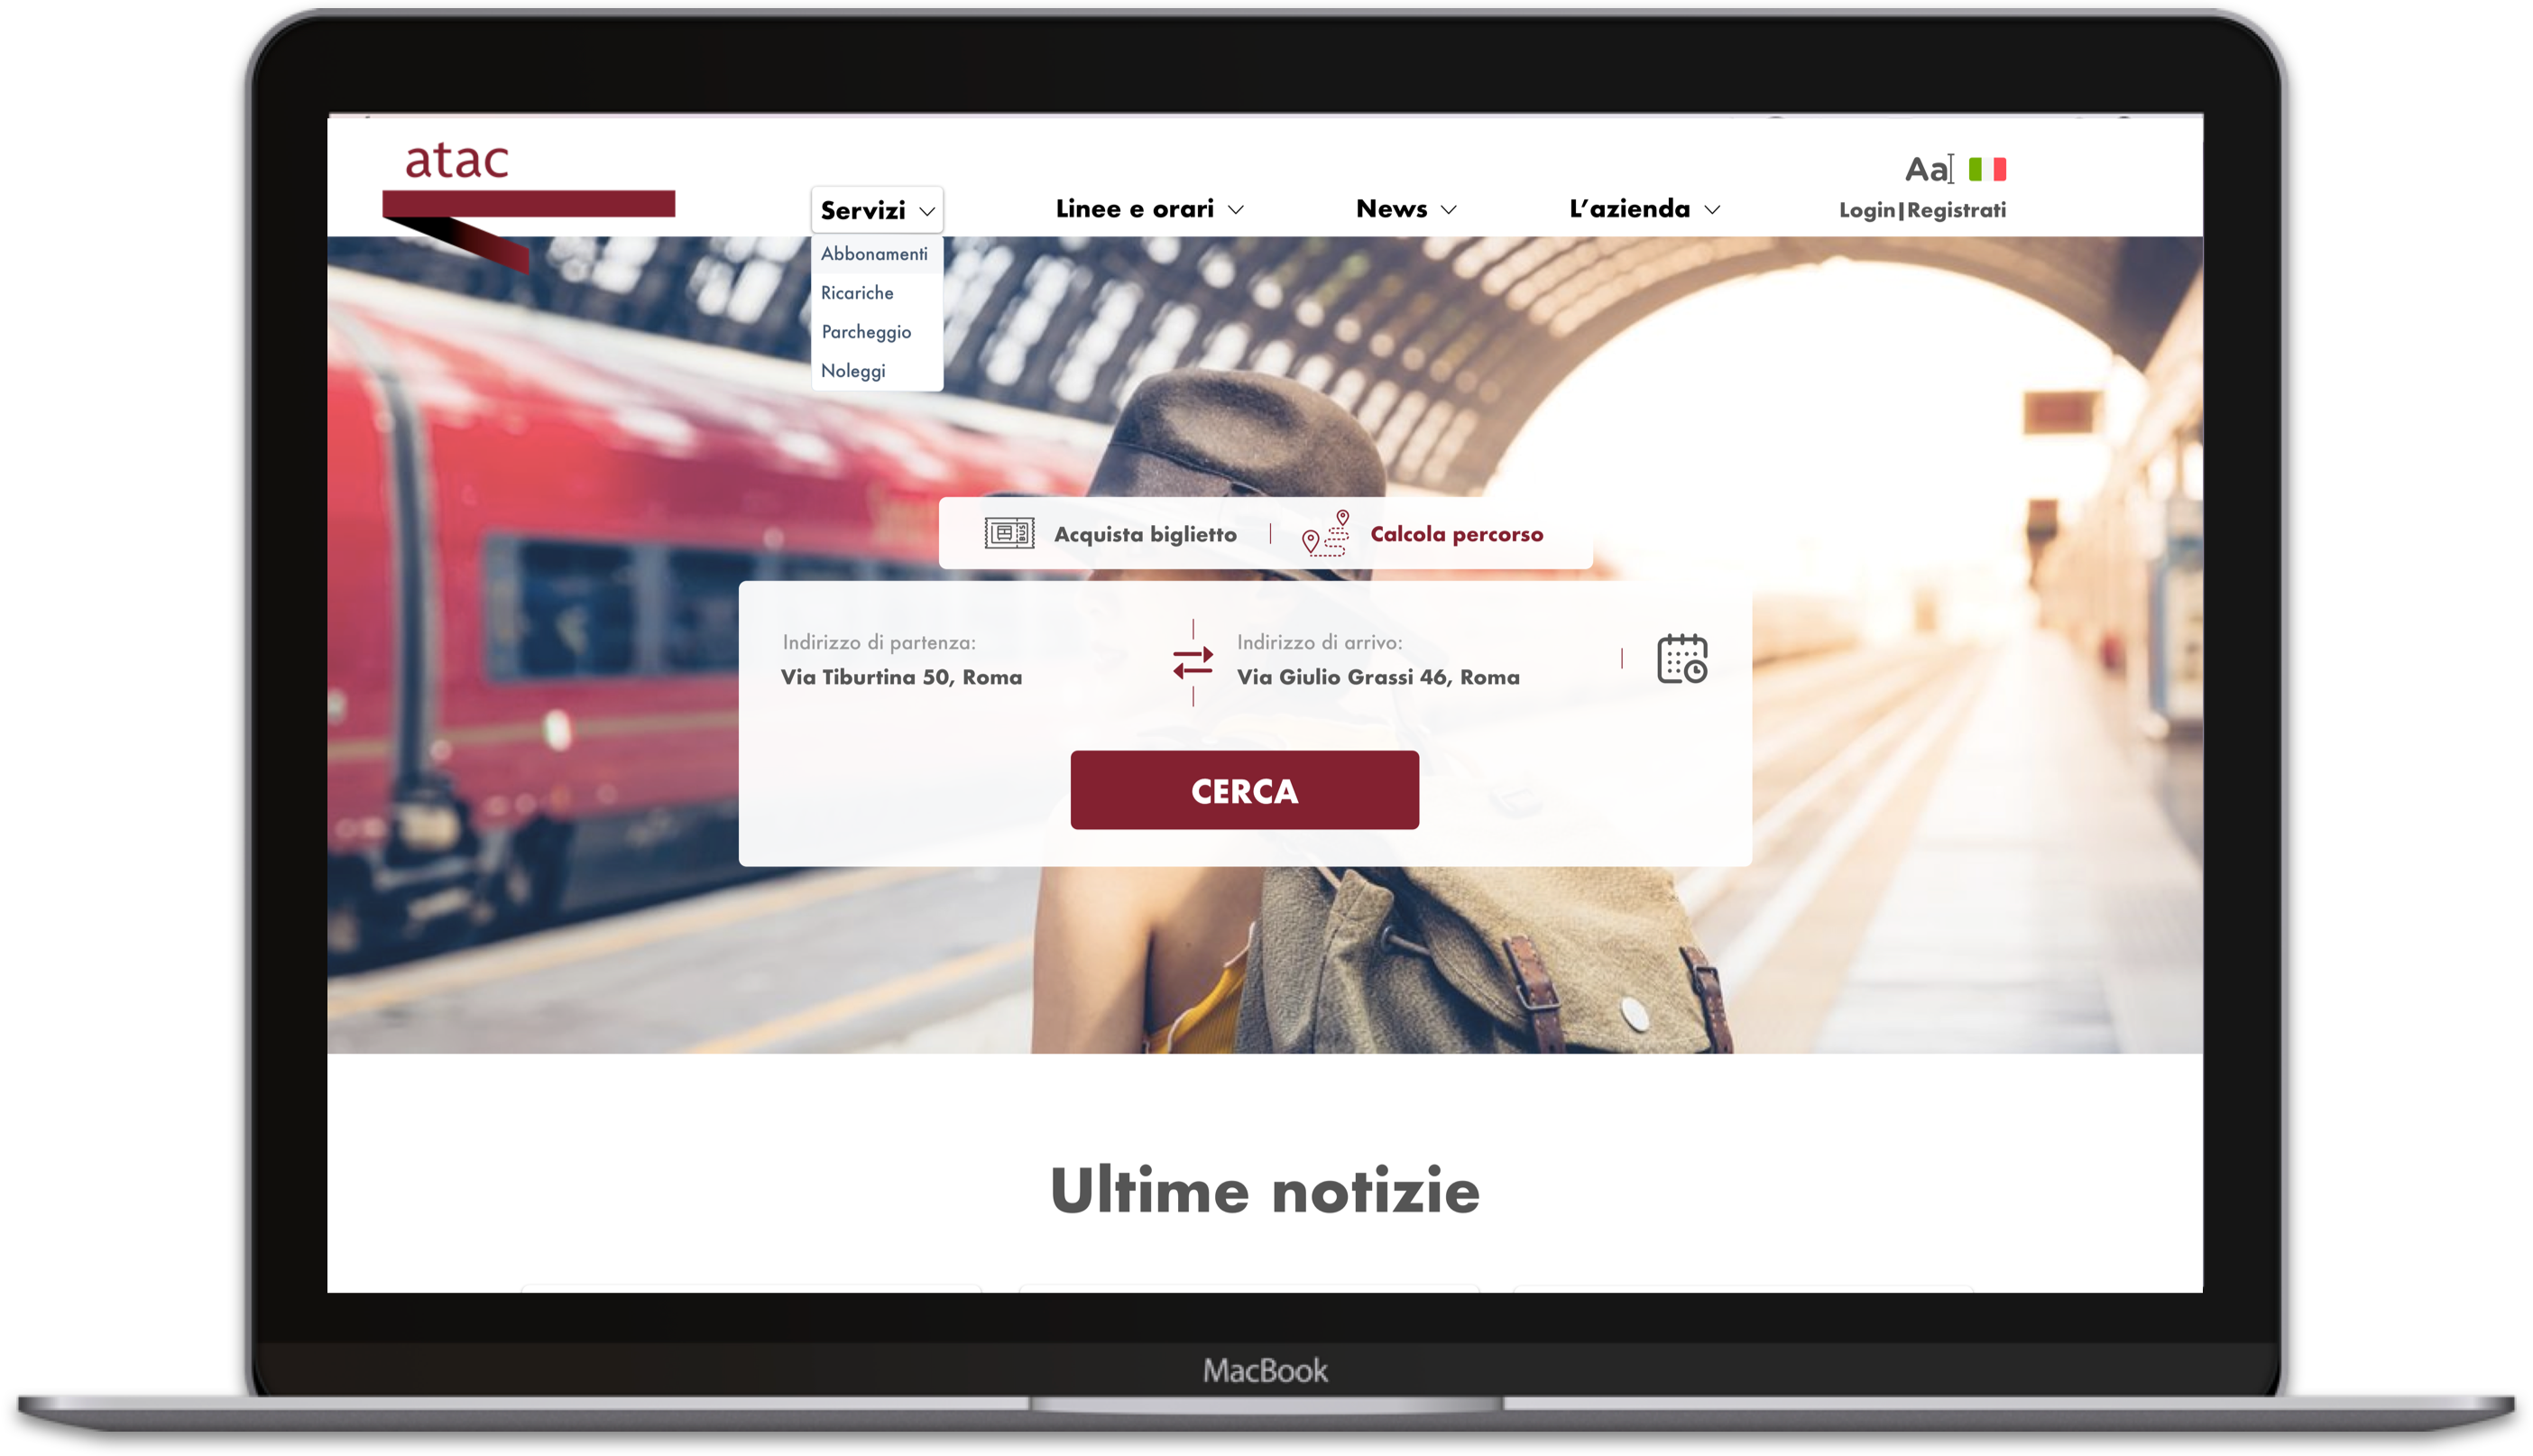 atac
Aa
Servizi
Linee e orari
News
L'azienda
Login|Registrati
Abbonamenti
Ricariche
Parcheggio
Noleggi
BUS
Acquista biglietto
Calcola percorso
Indirizzo di partenza:
Via Tiburtina 50, Roma
Indirizzo di arrivo:
Via Giulio Grassi 46, Roma
CERCA
Ultime notizie
MacBook